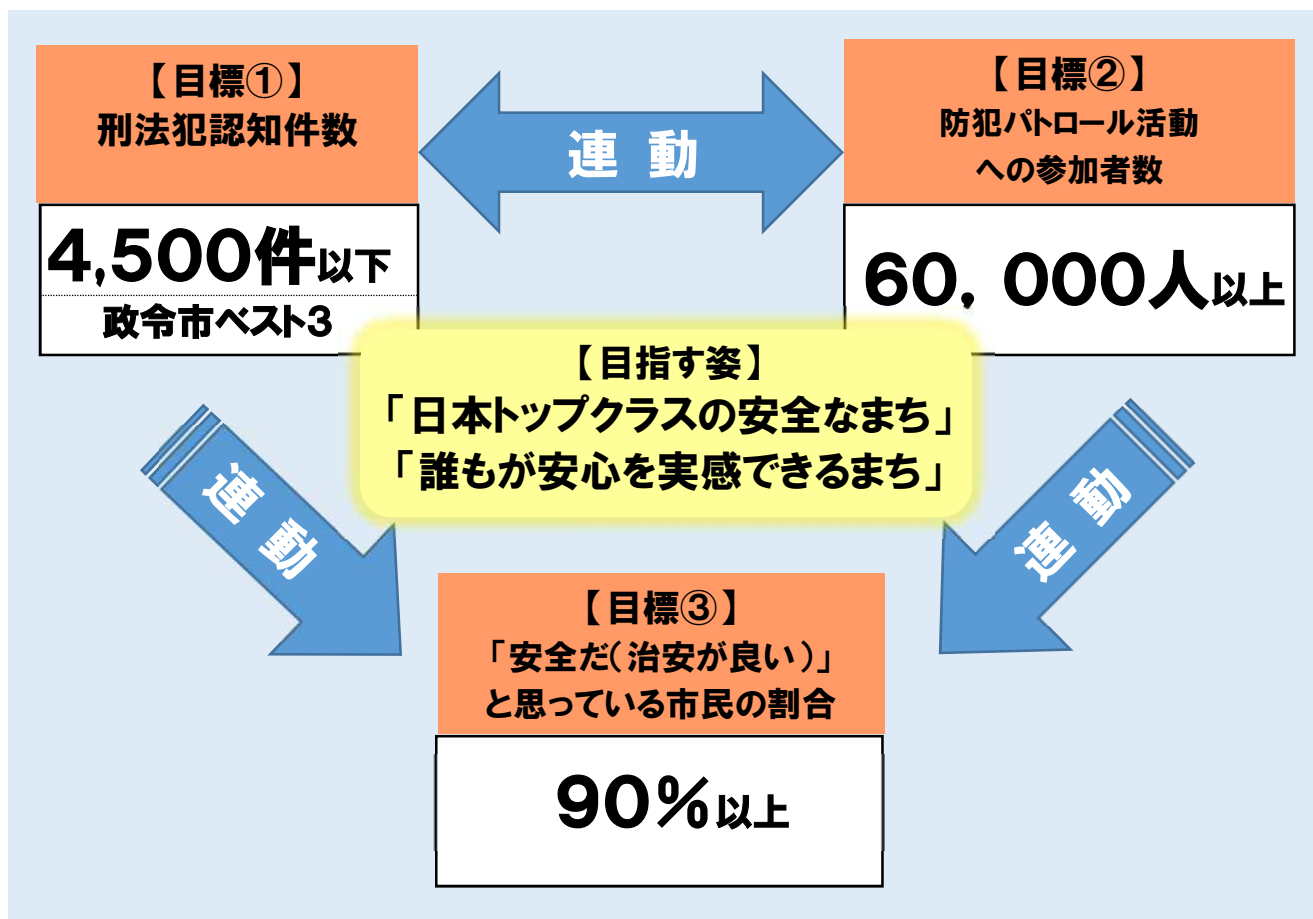 【目標①】
刑法犯認知件数
4,500件以下
政令市ベスト3
連動
【目標②】
防犯パトロール活動
への参加者数
60，000人以上
【目指す姿】
「日本トップクラスの安全なまち」
「誰もが安心を実感できるまち」
連動
連動
【目標③】
「安全だ（治安が良い）」
と思っている市民の割合
90％以上